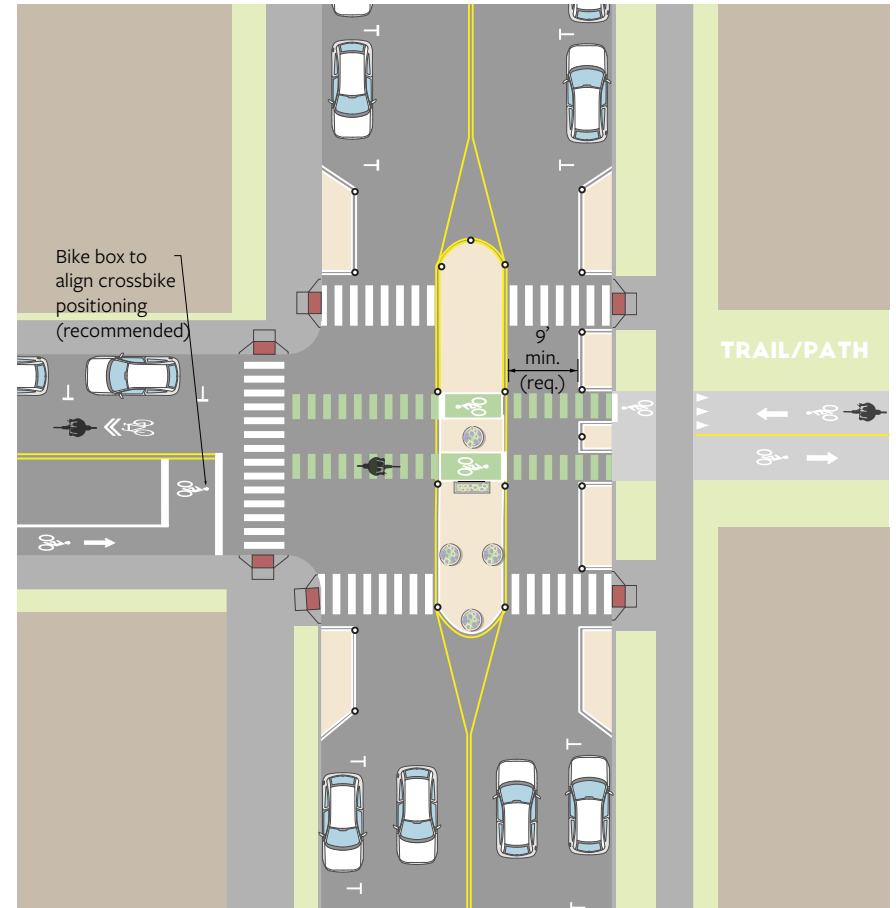 Bike box to
align crossbike
positioning
(recommended)
9’
min.
(req.)
TRAIL/PATH